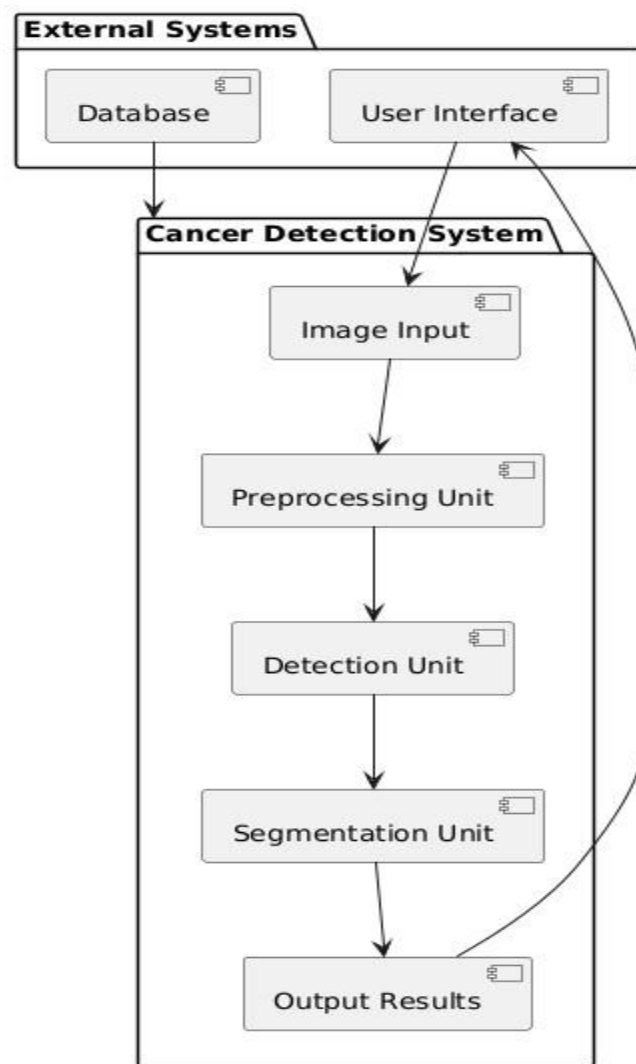 External Systems
Database
User Interface
Cancer Detection System
Image Input
Preprocessing Unit
Detection Unit
Segmentation Unit
Output Results